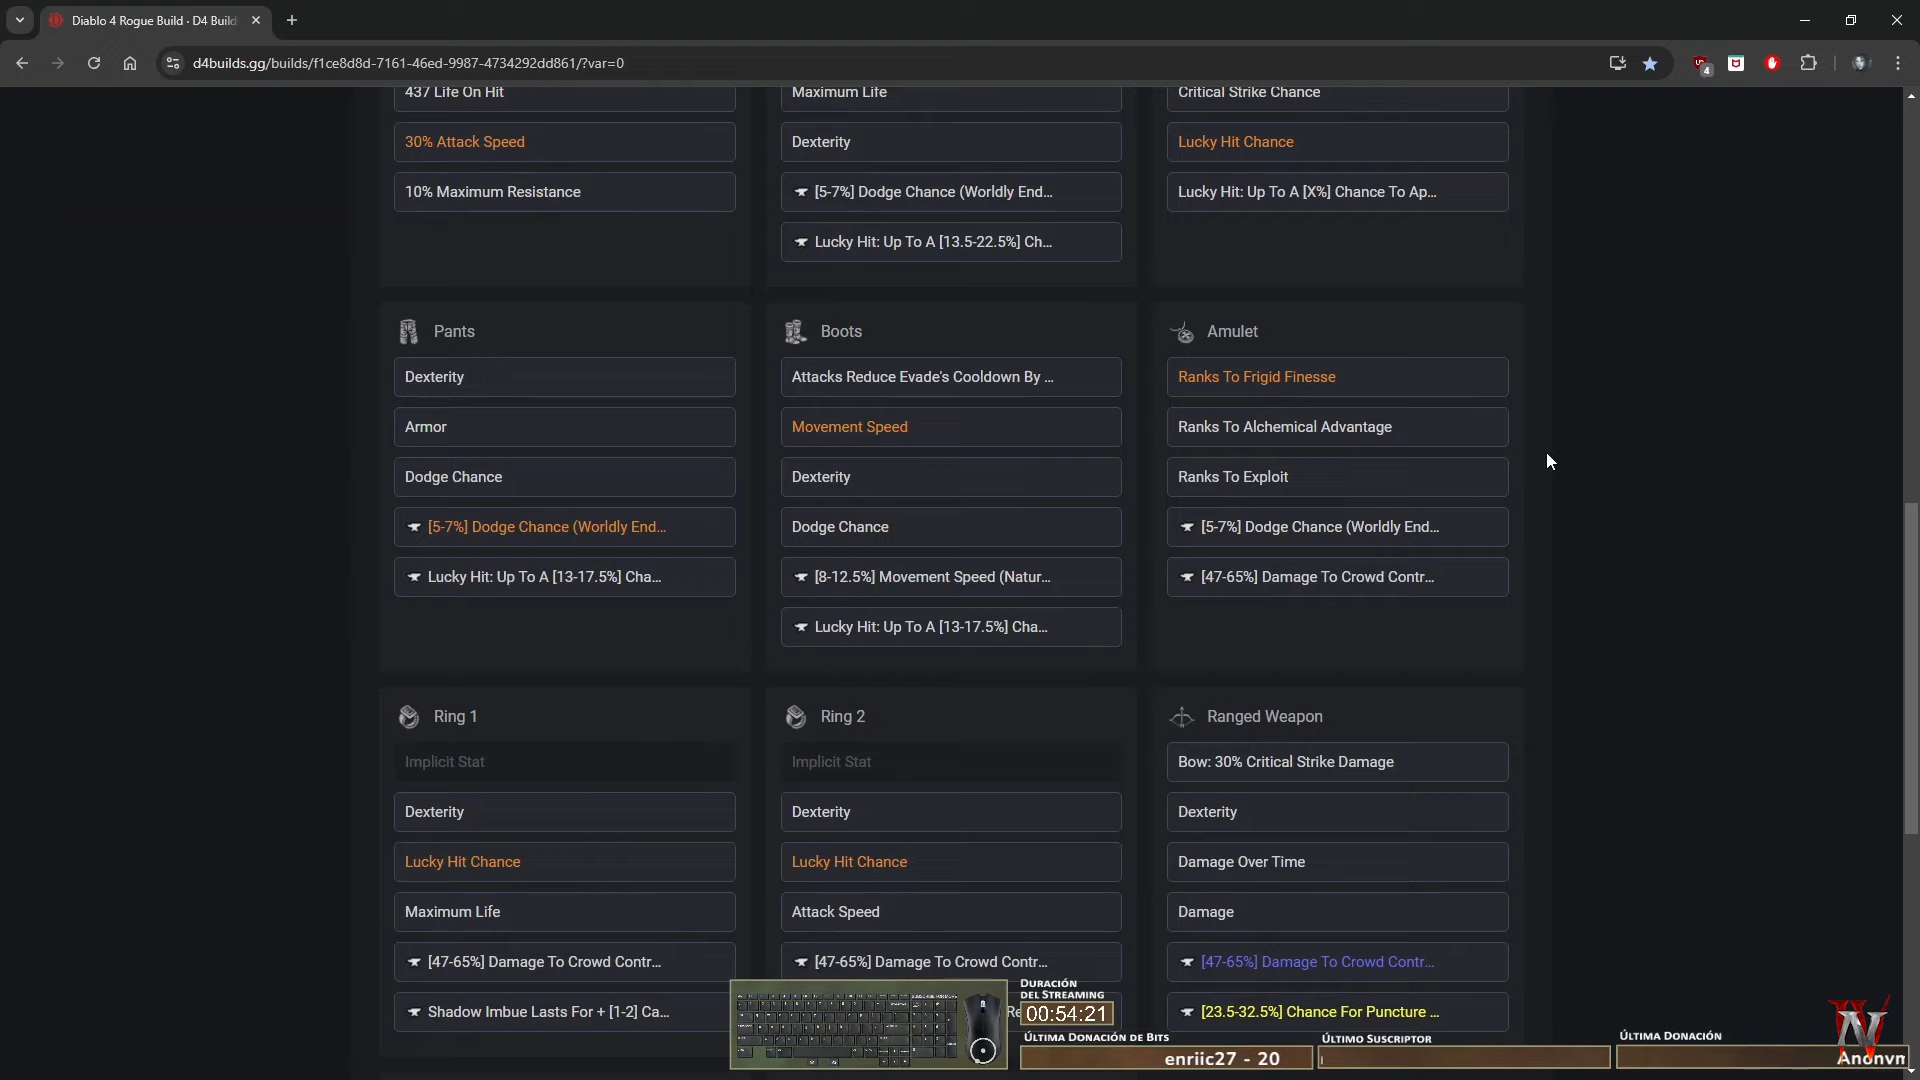 Diablo 4 Rogue Build · D4 Build
d4builds.gg/builds/f1ce8d8d-7161-46ed-9987-4734292dd861/?var=0
4
437 Life On Hit
30% Attack Speed
10% Maximum Resistance
Maximum Life
Dexterity
[5-7%] Dodge Chance (Worldly End...
Lucky Hit: Up To A [13.5-22.5%] Ch...
Critical Strike Chance
Lucky Hit Chance
Lucky Hit: Up To A [X%] Chance To Ap...
Pants
Dexterity
Armor
Dodge Chance
[5-7%] Dodge Chance (Worldly End...
Lucky Hit: Up To A [13-17.5%] Cha...
Boots
Attacks Reduce Evade's Cooldown By ...
Movement Speed
Dexterity
Dodge Chance
[8-12.5%] Movement Speed (Natur...
Lucky Hit: Up To A [13-17.5%] Cha...
Amulet
Ranks To Frigid Finesse
Ranks To Alchemical Advantage
Ranks To Exploit
[5-7%] Dodge Chance (Worldly End...
[47-65%] Damage To Crowd Contr...
Ring 1
Implicit Stat
Dexterity
Lucky Hit Chance
Maximum Life
[47-65%] Damage To Crowd Contr...
Shadow Imbue Lasts For + [1-2] Ca...
Ring 2
Implicit Stat
Dexterity
Lucky Hit Chance
Attack Speed
[47-65%] Damage To Crowd Contr...
Ranged Weapon
Bow: 30% Critical Strike Damage
Dexterity
Damage Over Time
Damage
[47-65%] Damage To Crowd Contr...
[23.5-32.5%] Chance For Puncture ...
Duración
del Streaming
00:54:21
Última Donación de Bits
enriic27 - 20
Último Suscriptor
Última Donación
Anonym